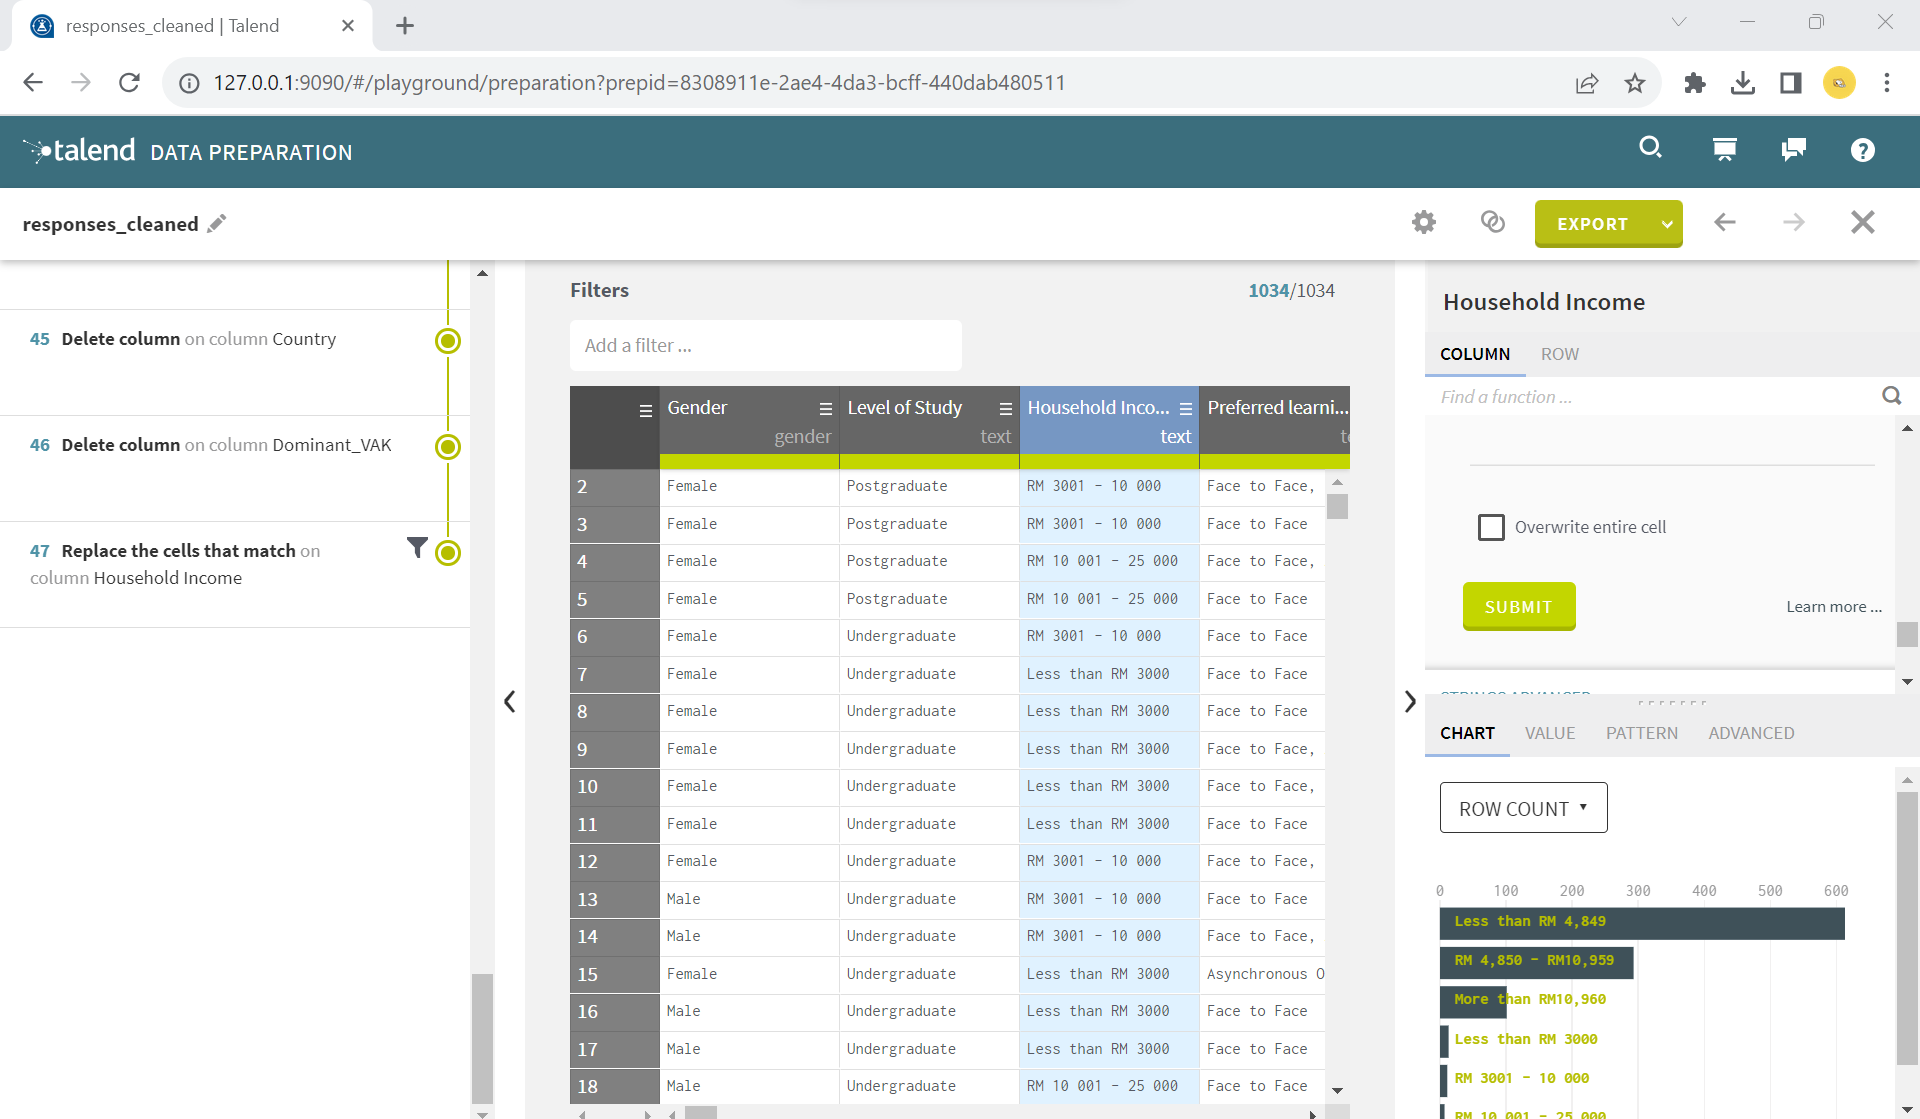 responses_cleaned | Talend
127.0.0.1:9090/#/playground/preparation?prepid=8308911e-2ae4-4da3-bcff-440dab480511
talend DATA PREPARATION
responses_cleaned
EXPORT
45 Delete column on column Country
46 Delete column on column Dominant_VAK
47 Replace the cells that match on
column Household Income
Filters
1034/1034
Add a filter ...
Gender Level of Study Household Inco... Preferred learni...
gender text text
2 Female Postgraduate RM 3001 - 10 000 Face to Face,
3 Female Postgraduate RM 3001 - 10 000 Face to Face
4 Female Postgraduate RM 10 001 - 25 000 Face to Face,
5 Female Postgraduate RM 10 001 - 25 000 Face to Face
6 Female Undergraduate RM 3001 - 10 000 Face to Face
7 Female Undergraduate Less than RM 3000 Face to Face
8 Female Undergraduate Less than RM 3000 Face to Face
9 Female Undergraduate Less than RM 3000 Face to Face,
10 Female Undergraduate Less than RM 3000 Face to Face,
11 Female Undergraduate Less than RM 3000 Face to Face
12 Female Undergraduate RM 3001 - 10 000 Face to Face,
13 Male Undergraduate RM 3001 - 10 000 Face to Face
14 Male Undergraduate RM 3001 - 10 000 Face to Face,
15 Female Undergraduate Less than RM 3000 Asynchronous O
16 Male Undergraduate Less than RM 3000 Face to Face
17 Male Undergraduate Less than RM 3000 Face to Face
18 Male Undergraduate RM 10 001 - 25 000 Face to Face
Household Income
COLUMN ROW
Find a function ...
Overwrite entire cell
SUBMIT
Learn more ...
STRINGS ADVANCED
CHART VALUE PATTERN ADVANCED
ROW COUNT
0 100 200 300 400 500 600
Less than RM 4,849
RM 4,850 - RM10,959
More than RM10,960
Less than RM 3000
RM 3001 - 10 000
RM 10 001 - 25 000